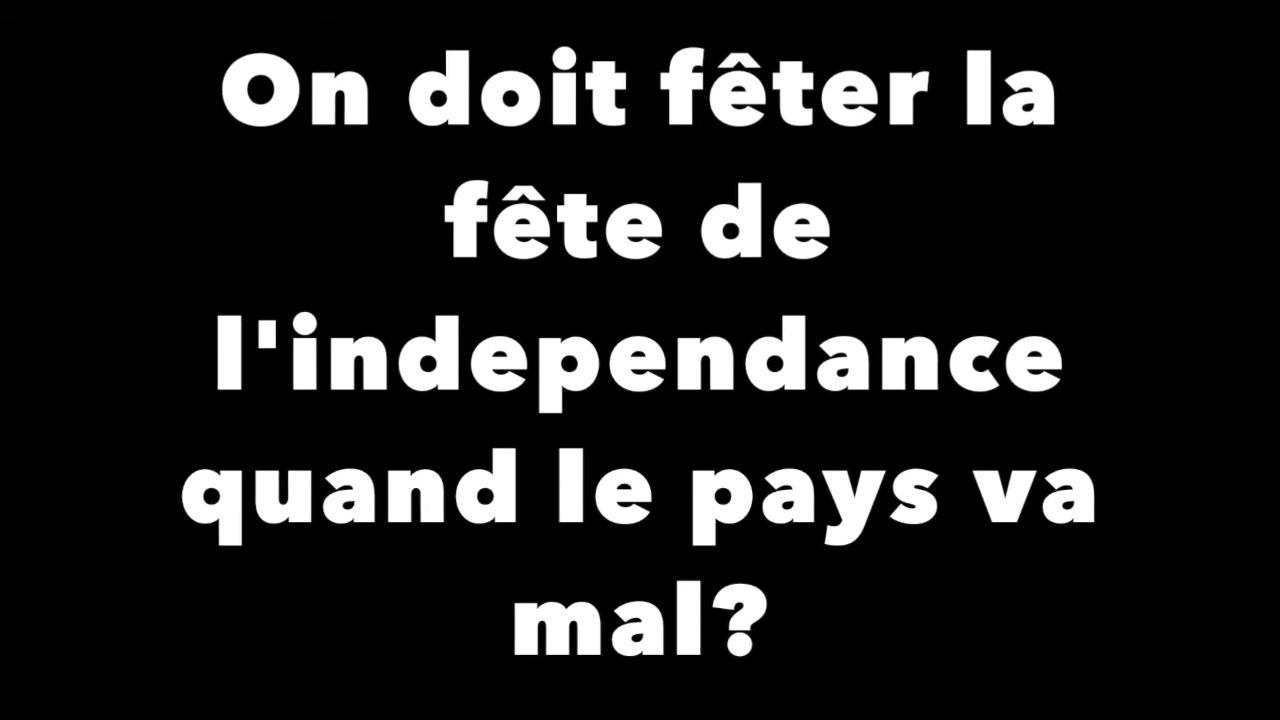 On doit fêter la
fête de
l'independance
quand le pays va
mal?